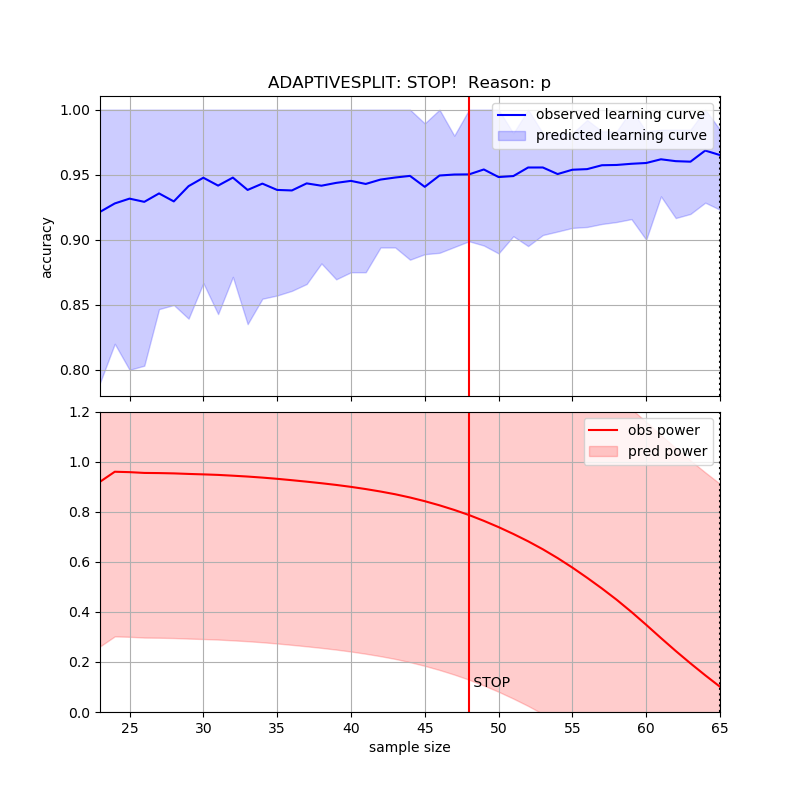 ADAPTIVESPLIT: STOP!  Reason: p
1.00
0.95
0.90
0.85
0.80
accuracy
observed learning curve
predicted learning curve
1.2
1.0
0.8
0.6
0.4
0.2
0.0
obs power
pred power
STOP
25 30 35 40 45 50 55 60 65
sample size